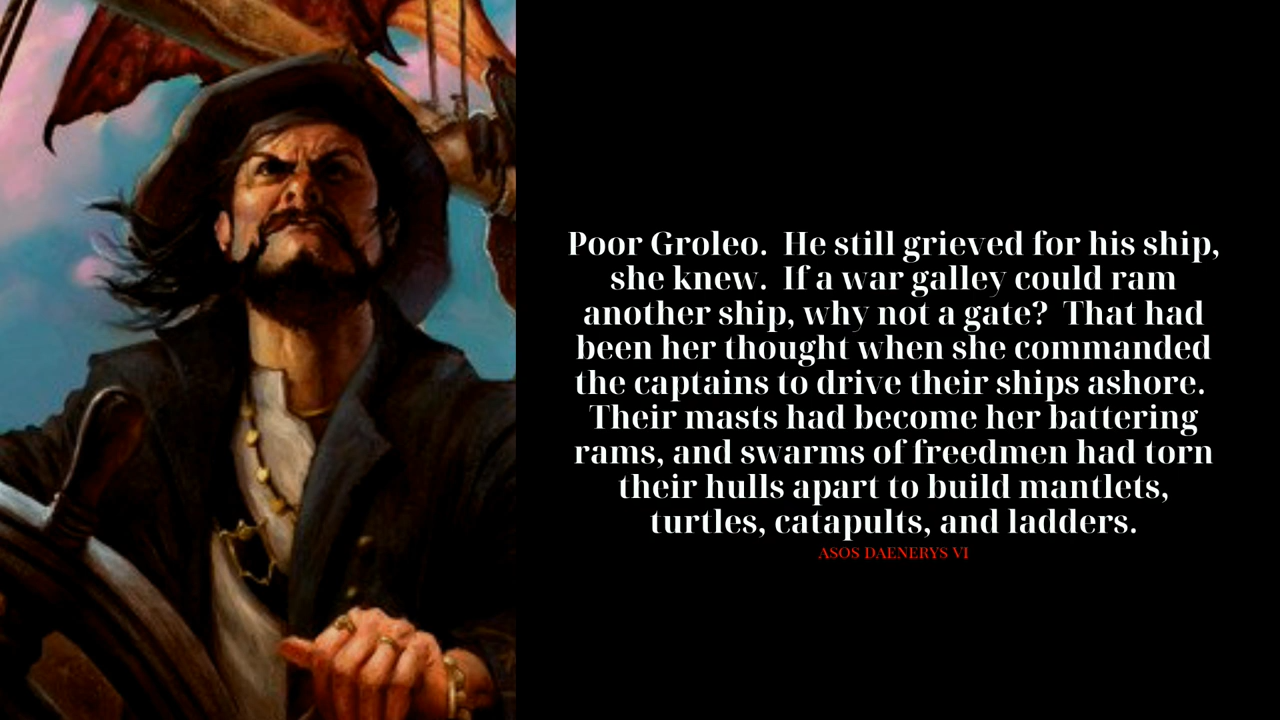 Poor Groleo.  He still grieved for his ship,
she knew.  If a war galley could ram
another ship, why not a gate?  That had
been her thought when she commanded
the captains to drive their ships ashore.
Their masts had become her battering
rams, and swarms of freedmen had torn
their hulls apart to build mantlets,
turtles, catapults, and ladders.
ASOS DAENERYS VI